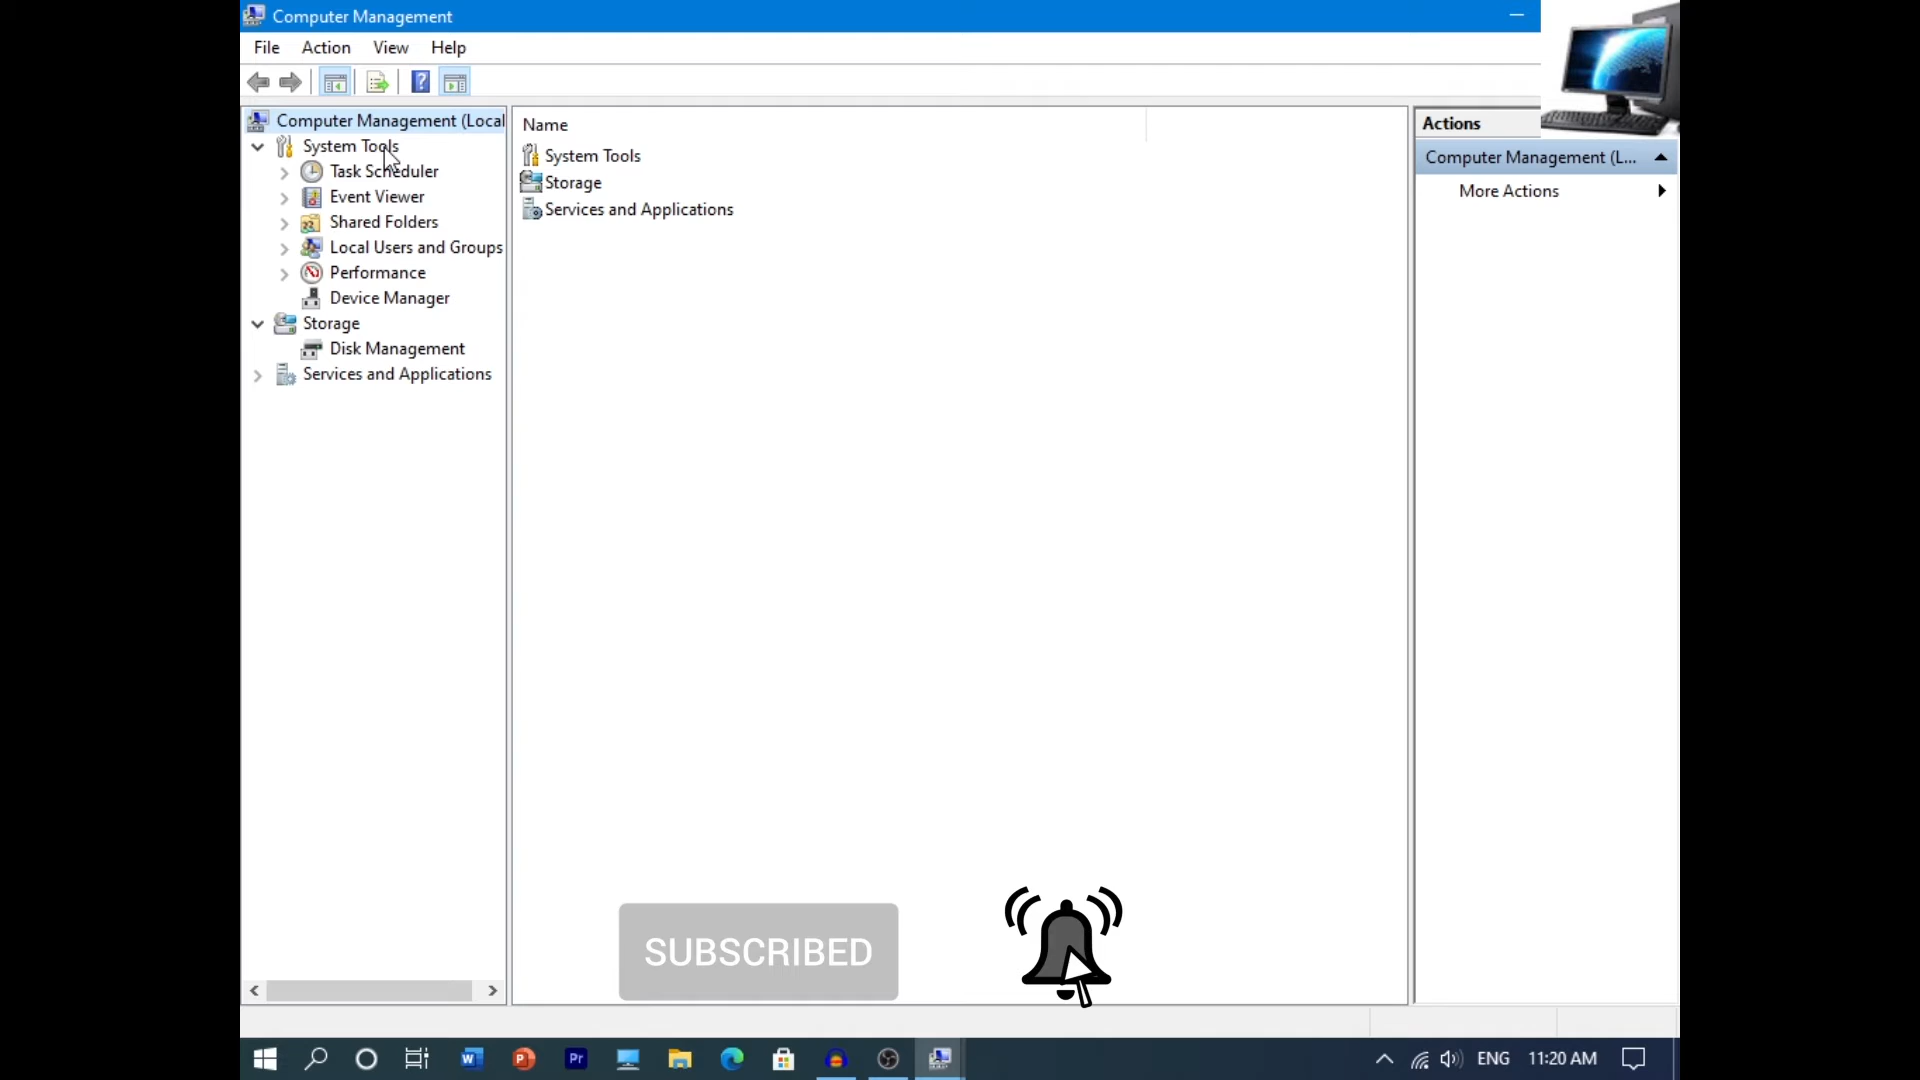 Computer Management
File Action View Help
Computer Management (Local
System Tools
Task Scheduler
Event Viewer
Shared Folders
Local Users and Groups
Performance
Device Manager
Storage
Disk Management
Services and Applications
Name
System Tools
Storage
Services and Applications
Actions
Computer Management (L...
More Actions
SUBSCRIBED
ENG 11:20 AM